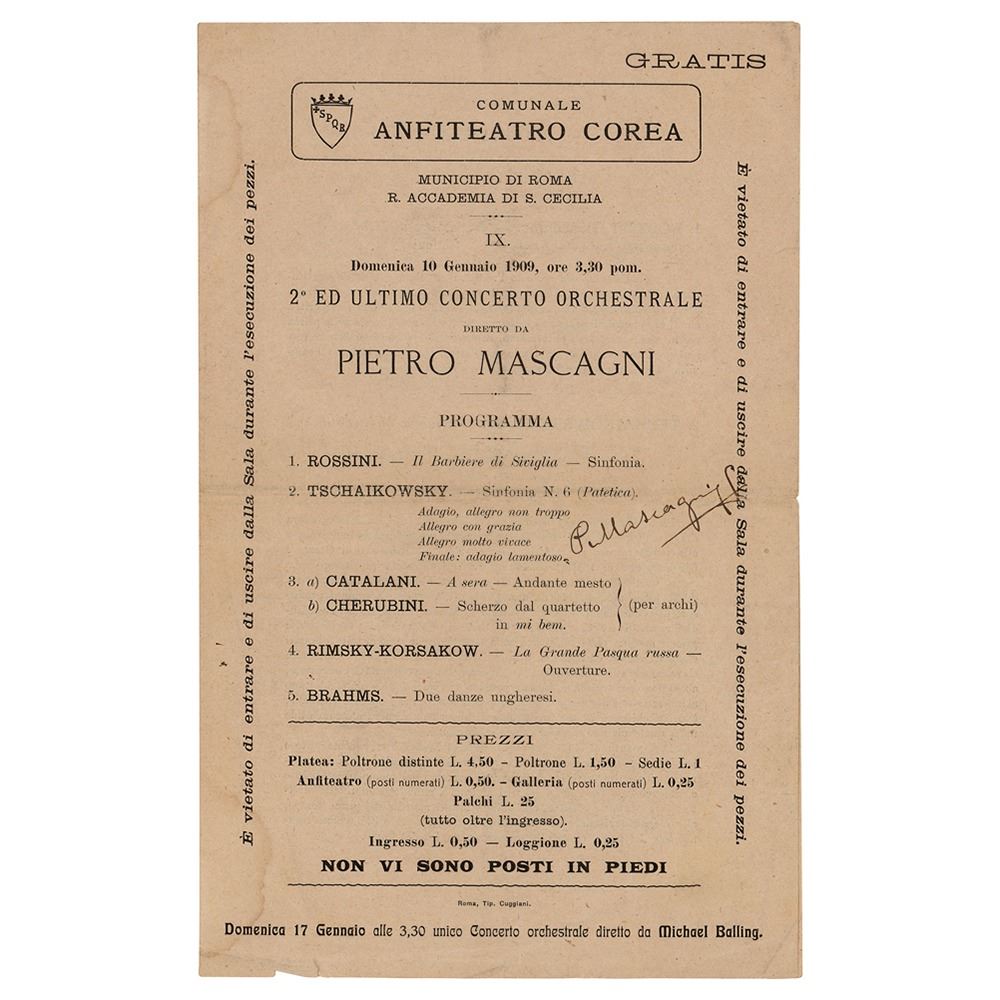 GRATIS
SPQR
COMUNALE
ANFITEATRO COREA
MUNICIPIO DI ROMA
R. ACCADEMIA DI S. CECILIA
IX.
Domenica 10 Gennaio 1909, ore 3,30 pom.
2° ED ULTIMO CONCERTO ORCHESTRALE
DIRETTO DA
PIETRO MASCAGNI
PROGRAMMA
1. ROSSINI. — Il Barbiere di Siviglia — Sinfonia.
2. TSCHAIKOWSKY. — Sinfonia N. 6 (Patetica).
Adagio, allegro non troppo
Allegro con grazia
Allegro molto vivace
Finale: adagio lamentoso.
P. Mascagni
3. a) CATALANI. — A sera — Andante mesto
b) CHERUBINI. — Scherzo dal quartetto } (per archi)
in mi bem.
4. RIMSKY-KORSAKOW. — La Grande Pasqua russa —
Ouverture.
5. BRAHMS. — Due danze ungheresi.
PREZZI
Platea: Poltrone distinte L. 4,50 - Poltrone L. 1,50 - Sedie L. 1
Anfiteatro (posti numerati) L. 0,50. - Galleria (posti numerati) L. 0,25
Palchi L. 25
(tutto oltre l'ingresso).
Ingresso L. 0,50 — Loggione L. 0,25
NON VI SONO POSTI IN PIEDI
Roma, Tip. Cuggiani.
Domenica 17 Gennaio alle 3,30 unico Concerto orchestrale diretto da Michael Balling.
È vietato di entrare e di uscire dalla Sala durante l'esecuzione dei pezzi.
È vietato di entrare e di uscire dalla Sala durante l'esecuzione dei pezzi.